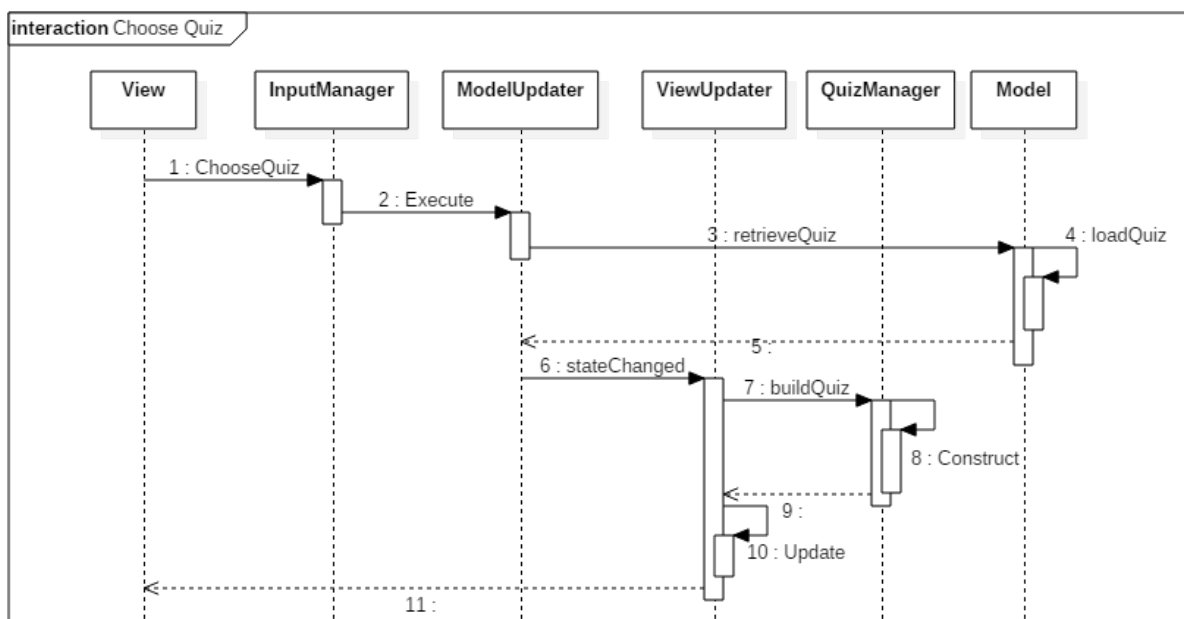 interaction Choose Quiz
View
InputManager
ModelUpdater
ViewUpdater
QuizManager
Model
1 : ChooseQuiz
2 : Execute
3 : retrieveQuiz
4 : loadQuiz
5 :
6 : stateChanged
7 : buildQuiz
8 : Construct
9 :
10 : Update
11 :